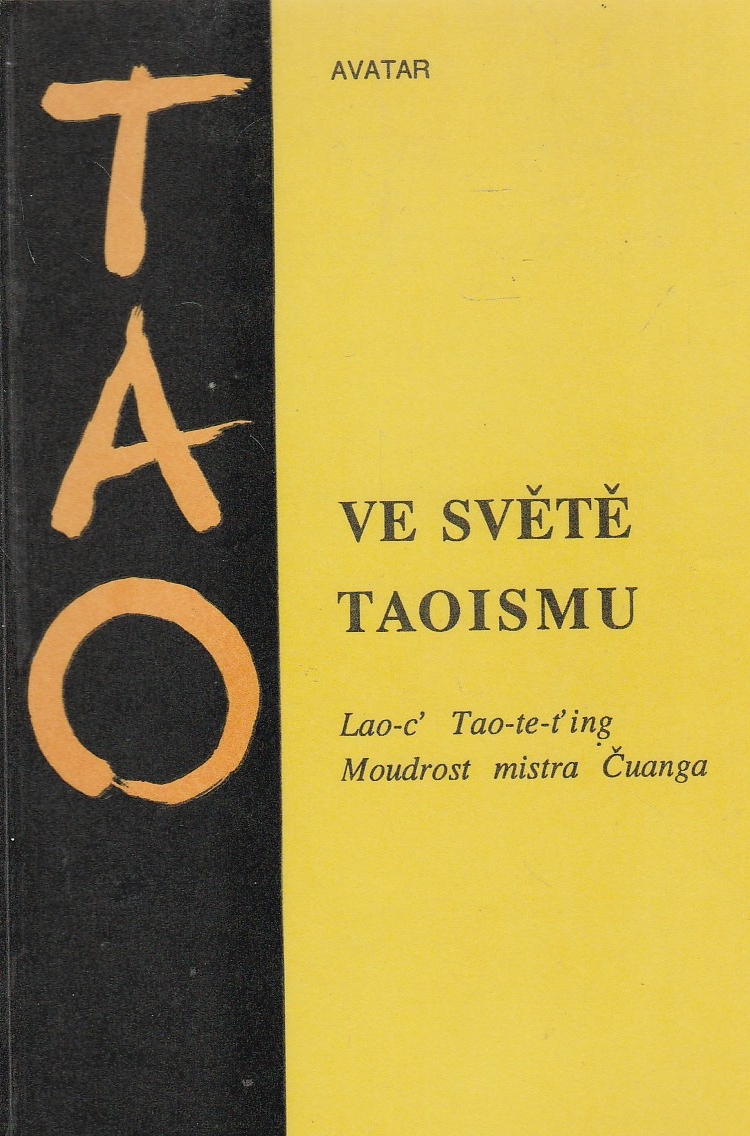 TAO
AVATAR
VE SVĚTĚ
TAOISMU
Lao-c’ Tao-te-ťing
Moudrost mistra Čuanga